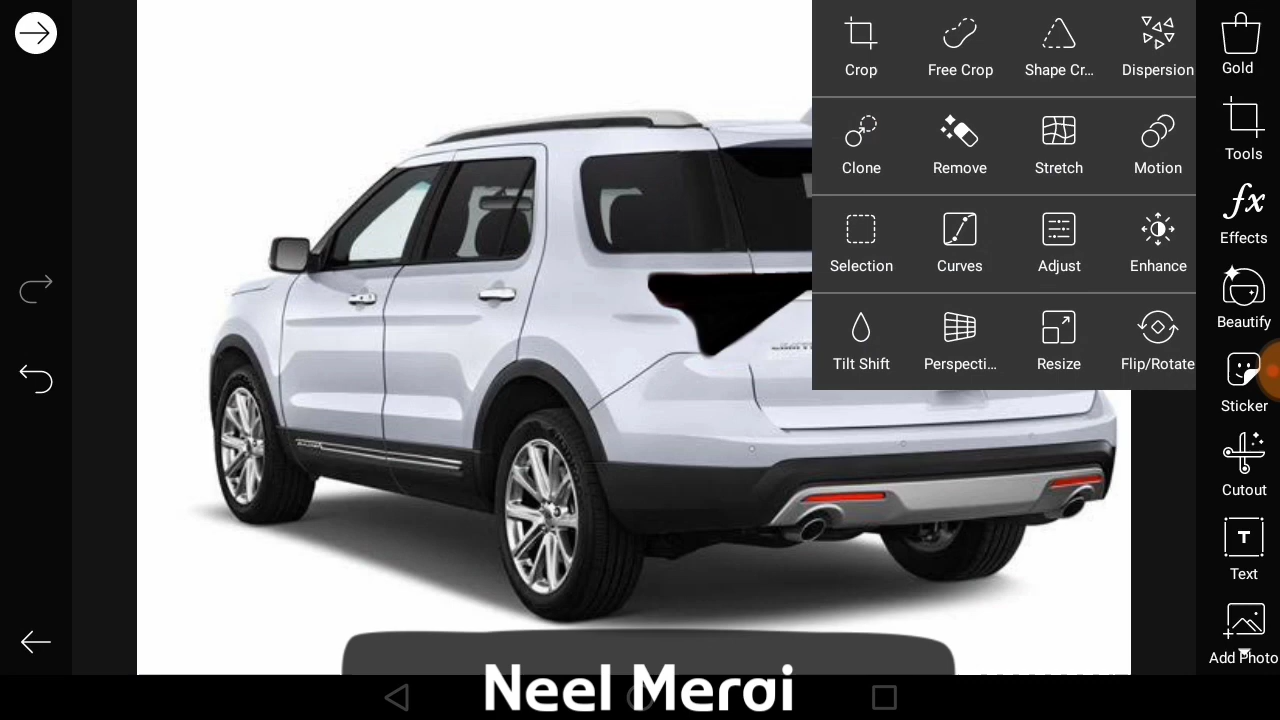 Crop
Free Crop
Shape Cr...
Dispersion
Clone
Remove
Stretch
Motion
Selection
Curves
Adjust
Enhance
Tilt Shift
Perspecti...
Resize
Flip/Rotate
Gold
Tools
fx
Effects
Beautify
Sticker
Cutout
T
Text
Add Photo
Neel Merai